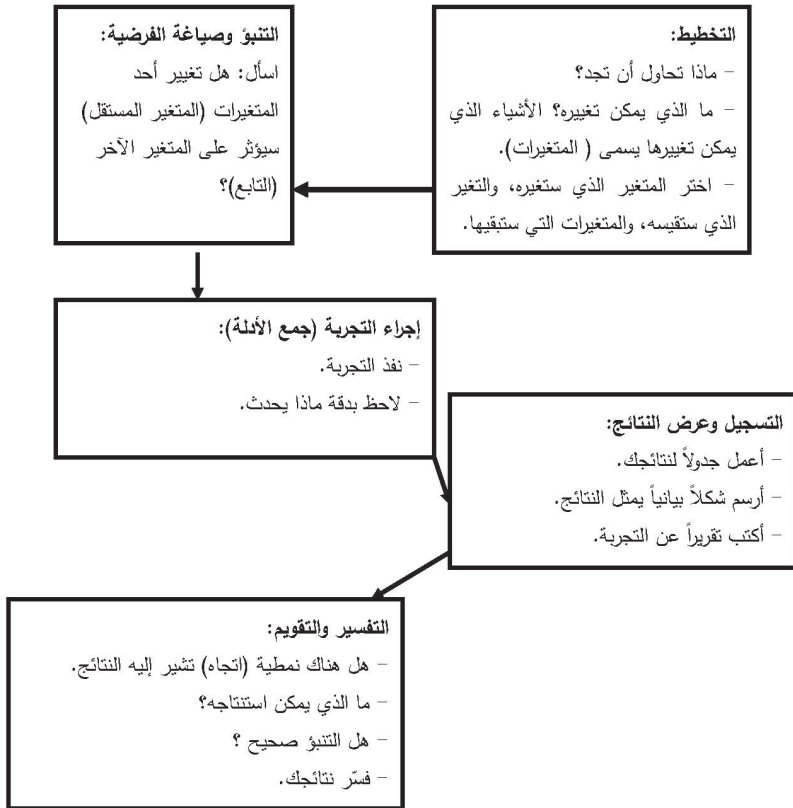 التخطيط:
– ماذا تحاول أن تجد؟
– ما الذي يمكن تغييره؟ الأشياء الذي
يمكن تغييرها يسمى ( المتغيرات).
– اختر المتغير الذي ستغيره، والتغير
الذي ستقيسه، والمتغيرات التي ستبقيها.
التنبؤ وصياغة الفرضية:
اسأل: هل تغيير أحد
المتغيرات (المتغير المستقل)
سيؤثر على المتغير الآخر
(التابع)؟
إجراء التجربة (جمع الأدلة):
– نفذ التجربة.
– لاحظ بدقة ماذا يحدث.
التسجيل وعرض النتائج:
– أعمل جدولاً لنتائجك.
– أرسم شكلاً بيانياً يمثل النتائج.
– أكتب تقريراً عن التجربة.
التفسير والتقويم:
– هل هناك نمطية (اتجاه) تشير إليه النتائج.
– ما الذي يمكن استنتاجه؟
– هل التنبؤ صحيح ؟
– فسّر نتائجك.